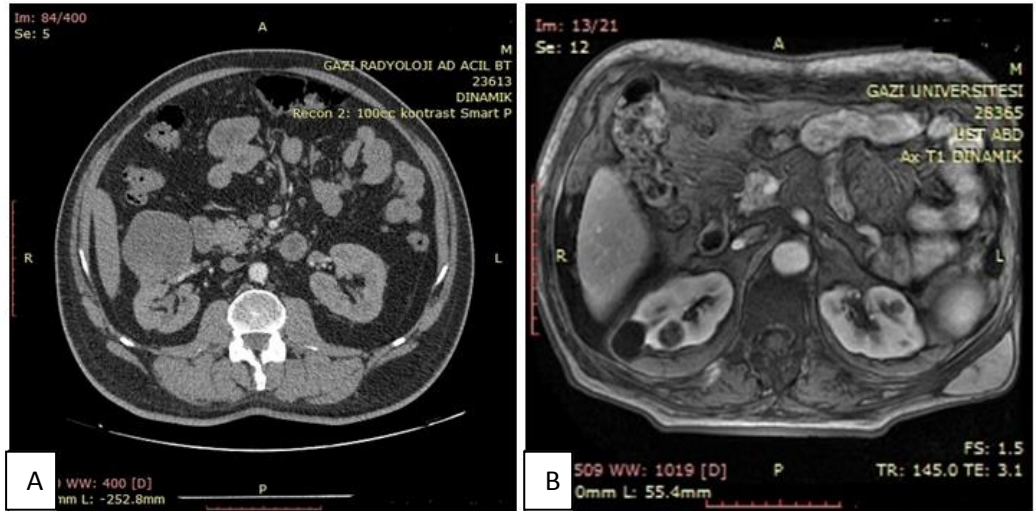 Im: 84/400
Se: 5
A
M
GAZI RADYOLOJI AD ACIL BT
23613
DINAMIK
Recon 2: 100cc kontrast Smart P
R
L
WW: 400 [D]
mm L: -252.8mm
P
A
Im: 13/21
Se: 12
A
M
GAZI UNIVERSITESI
28365
UST ABD
Ax T1 DINAMIK
R
L
FS: 1.5
509 WW: 1019 [D]
P
TR: 145.0 TE: 3.1
0mm L: 55.4mm
B